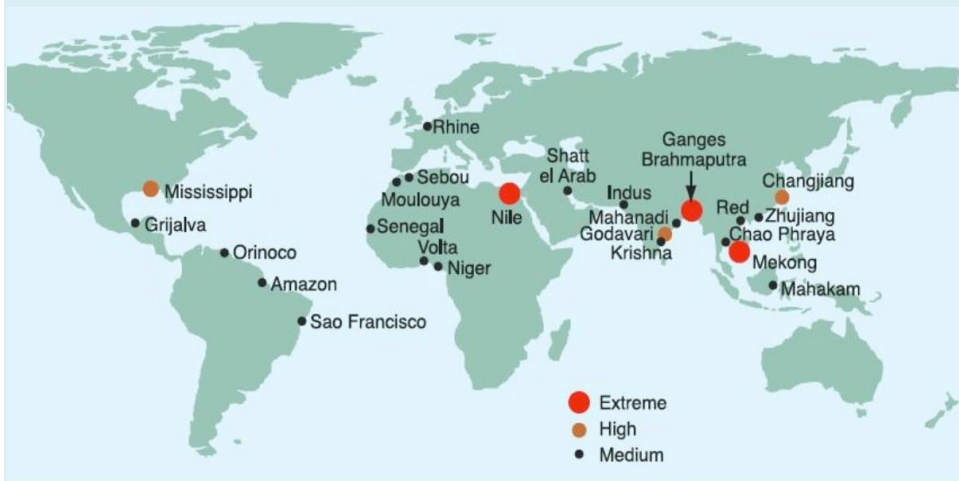 Rhine
Ganges
Brahmaputra
Shatt
el Arab
Changjiang
Sebou
Moulouya
Mississippi
Indus
Nile
Red
Zhujiang
Mahanadi
Grijalva
Senegal
Godavari
Chao Phraya
Krishna
Volta
Orinoco
Niger
Mekong
Amazon
Mahakam
Sao Francisco
Extreme
High
Medium